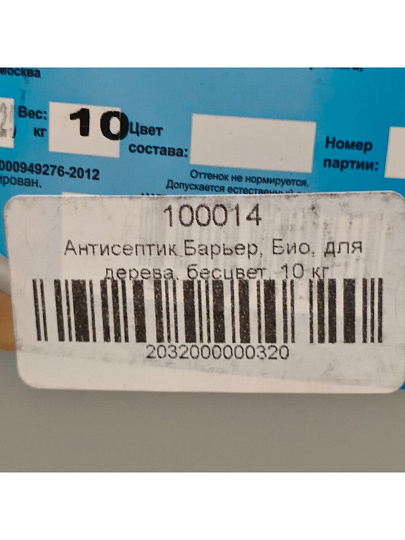 Москва
Вес: 10 Цвет
кг состава:
Номер
партии:
000949276-2012
Оттенок не нормируется.
Допускается
100014
Антисептик Барьер, Био, для
дерева, бесцвет, 10 кг
2032000000320